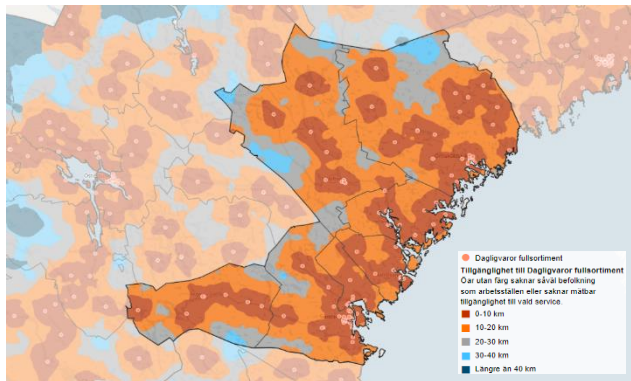 Dagligvaror fullsortiment
Tillgänglighet till Dagligvaror fullsortiment
Öar utan färg saknar såväl befolkning
som arbetsställen eller saknar mätbar
tillgänglighet till vald service.
0-10 km
10-20 km
20-30 km
30-40 km
Längre än 40 km